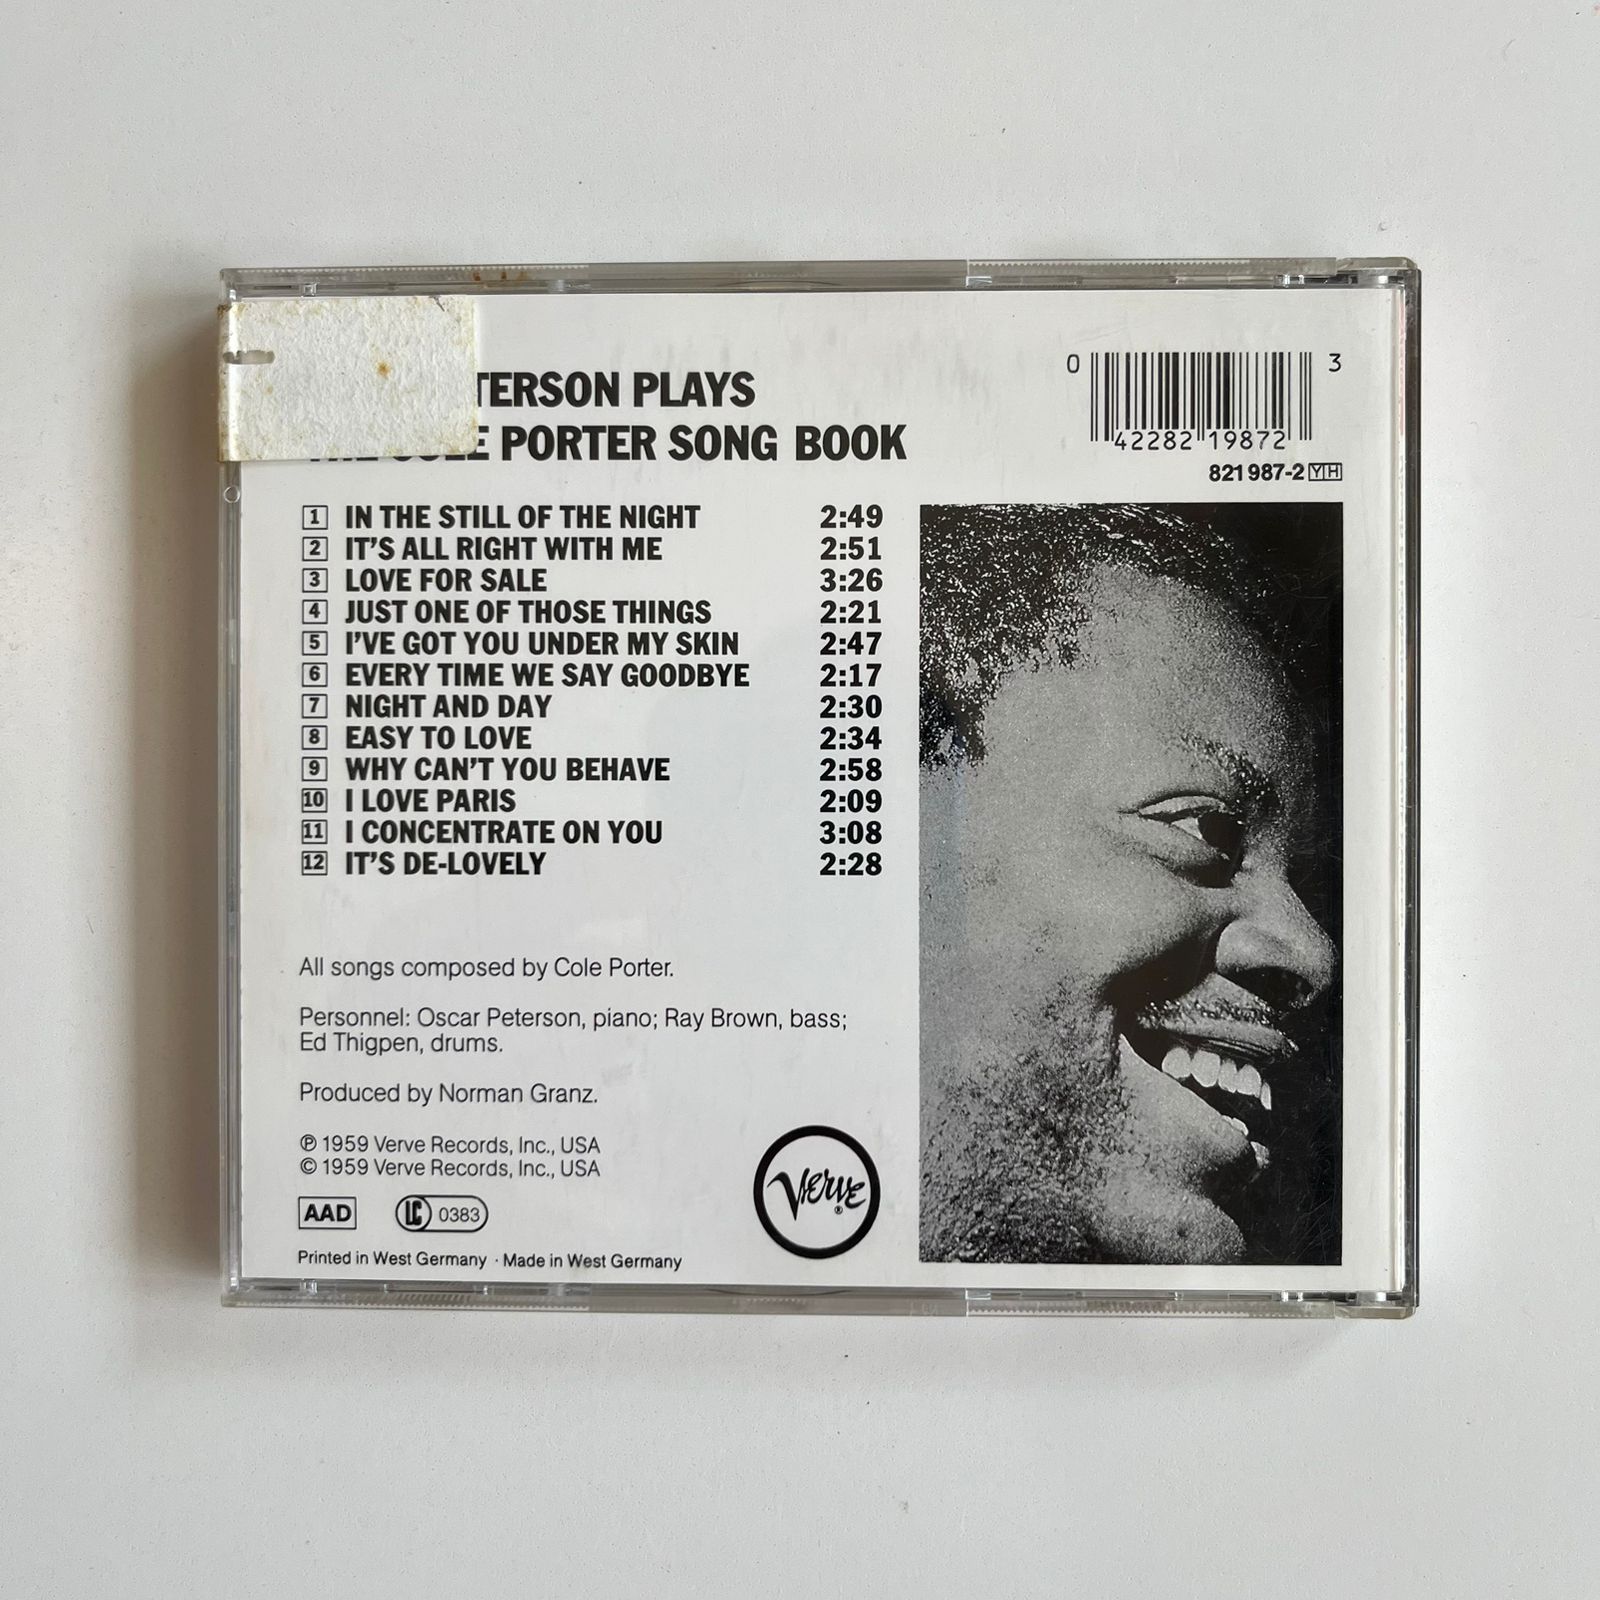 TERSON PLAYS
THE COLE PORTER SONG BOOK
0 42282 19872 3
821 987-2 YH
1 IN THE STILL OF THE NIGHT 2:49
2 IT'S ALL RIGHT WITH ME 2:51
3 LOVE FOR SALE 3:26
4 JUST ONE OF THOSE THINGS 2:21
5 I'VE GOT YOU UNDER MY SKIN 2:47
6 EVERY TIME WE SAY GOODBYE 2:17
7 NIGHT AND DAY 2:30
8 EASY TO LOVE 2:34
9 WHY CAN'T YOU BEHAVE 2:58
10 I LOVE PARIS 2:09
11 I CONCENTRATE ON YOU 3:08
12 IT'S DE-LOVELY 2:28
All songs composed by Cole Porter.
Personnel: Oscar Peterson, piano; Ray Brown, bass;
Ed Thigpen, drums.
Produced by Norman Granz.
℗ 1959 Verve Records, Inc., USA
© 1959 Verve Records, Inc., USA
AAD LC 0383
Verve ®
Printed in West Germany · Made in West Germany